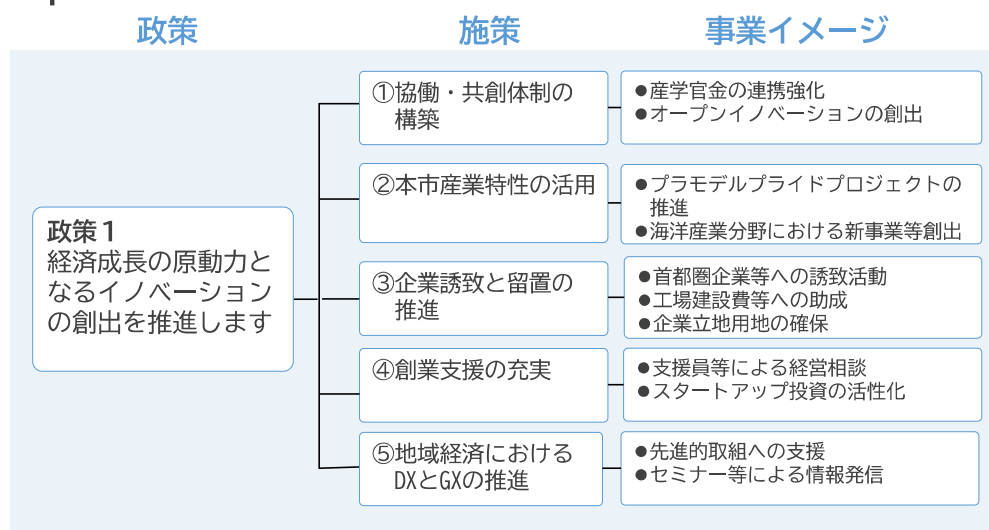 政策
施策
事業イメージ
政策１
経済成長の原動力と
なるイノベーション
の創出を推進します
①協働・共創体制の
構築
●産学官金の連携強化
●オープンイノベーションの創出
②本市産業特性の活用
●プラモデルプライドプロジェクトの
推進
●海洋産業分野における新事業等創出
③企業誘致と留置の
推進
●首都圏企業等への誘致活動
●工場建設費等への助成
●企業立地用地の確保
④創業支援の充実
●支援員等による経営相談
●スタートアップ投資の活性化
⑤地域経済における
DXとGXの推進
●先進的取組への支援
●セミナー等による情報発信